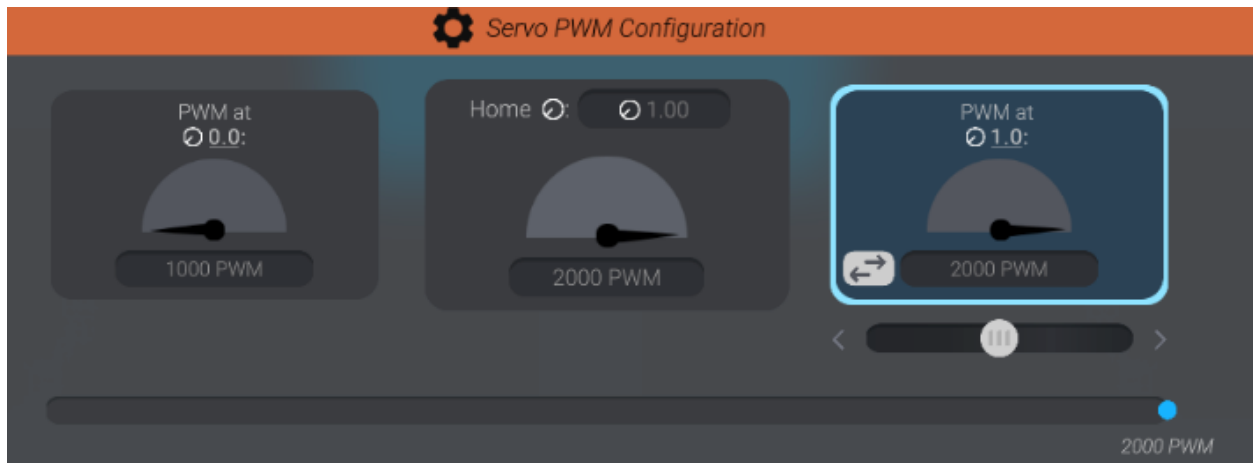 Servo PWM Configuration
PWM at
0.0:
1000 PWM
Home : 1.00
2000 PWM
PWM at
1.0:
2000 PWM
2000 PWM